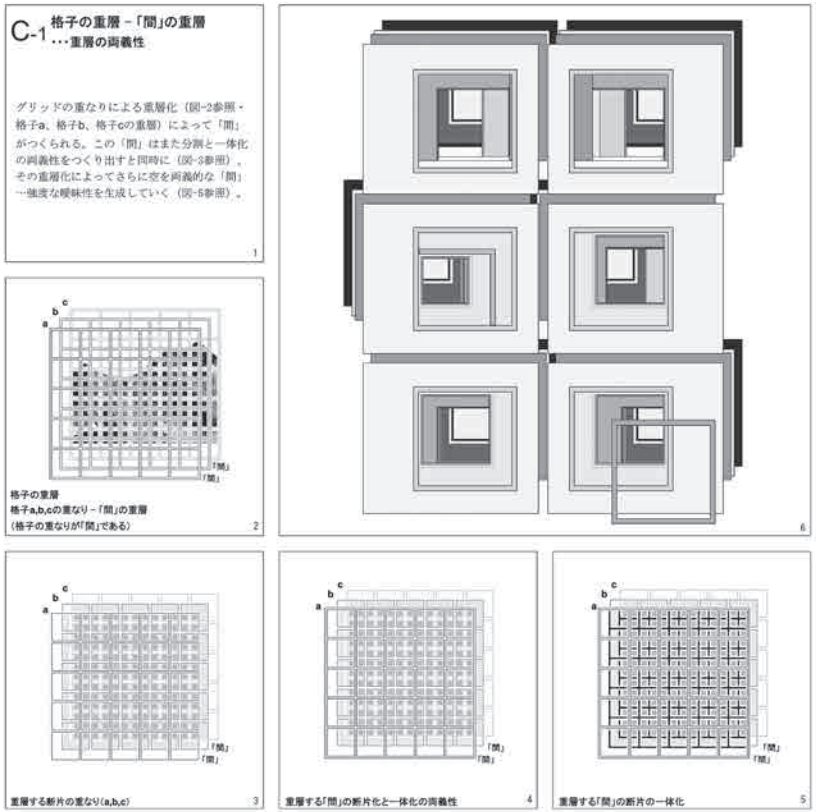 C-1 格子の重層－「間」の重層
…重層の両義性
グリッドの重なりによる重層化（図-2参照・
格子a、格子b、格子cの重層）によって「間」
がつくられる。この「間」はまた分割と一体化
の両義性をつくり出すと同時に（図-3参照）、
その重層化によってさらに空を両義的な「間」
…強度な曖昧性を生成していく（図-5参照）。
1
c
b
a
「間」
「間」
格子の重層
格子a,b,cの重なり－「間」の重層
（格子の重なりが「間」である）
2
6
c
b
a
「間」
「間」
重層する断片の重なり（a,b,c）
3
c
b
a
「間」
「間」
重層する「間」の断片化と一体化の両義性
4
c
b
a
「間」
「間」
重層する「間」の断片の一体化
5